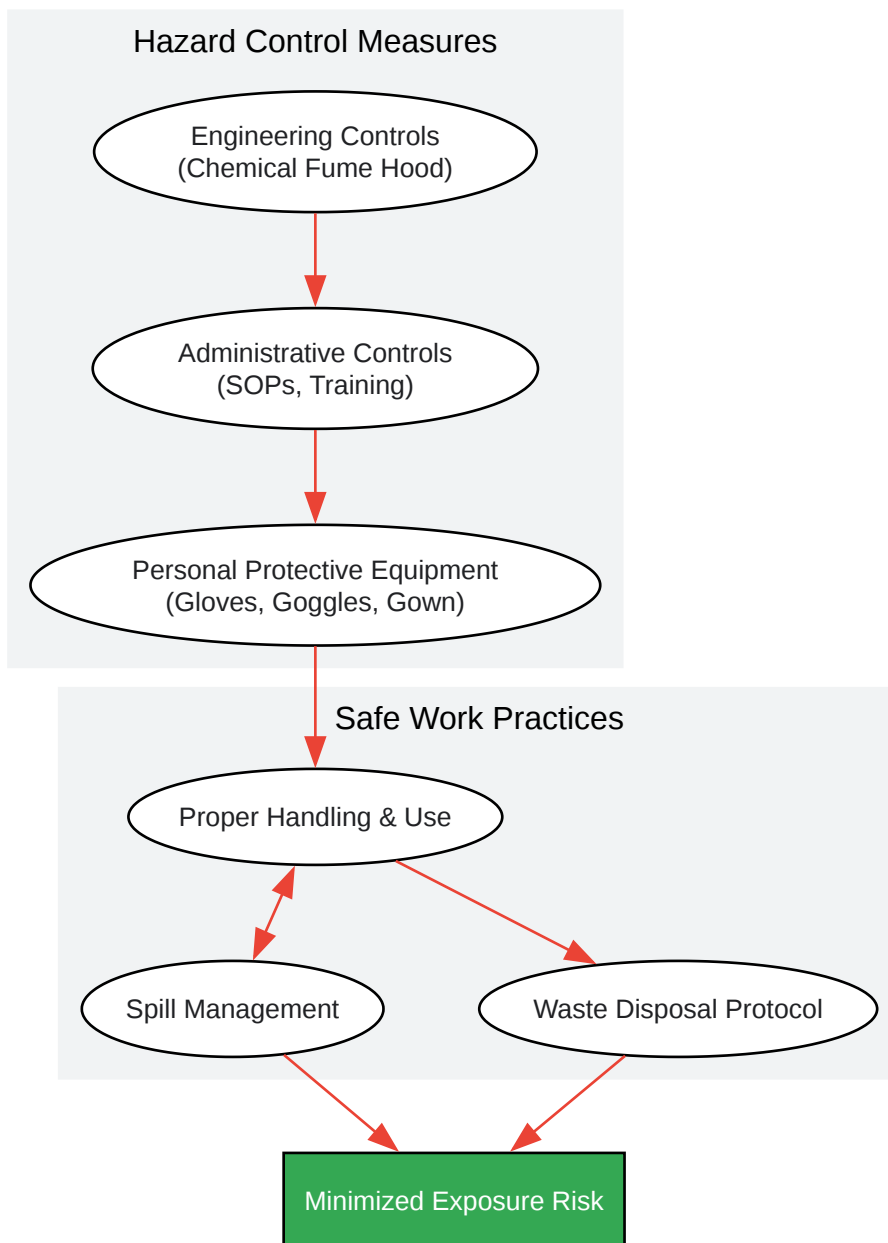 Hazard Control Measures
Engineering Controls
(Chemical Fume Hood)
Administrative Controls
(SOPs, Training)
Personal Protective Equipment
(Gloves, Goggles, Gown)
Safe Work Practices
Proper Handling & Use
Spill Management
Waste Disposal Protocol
Minimized Exposure Risk